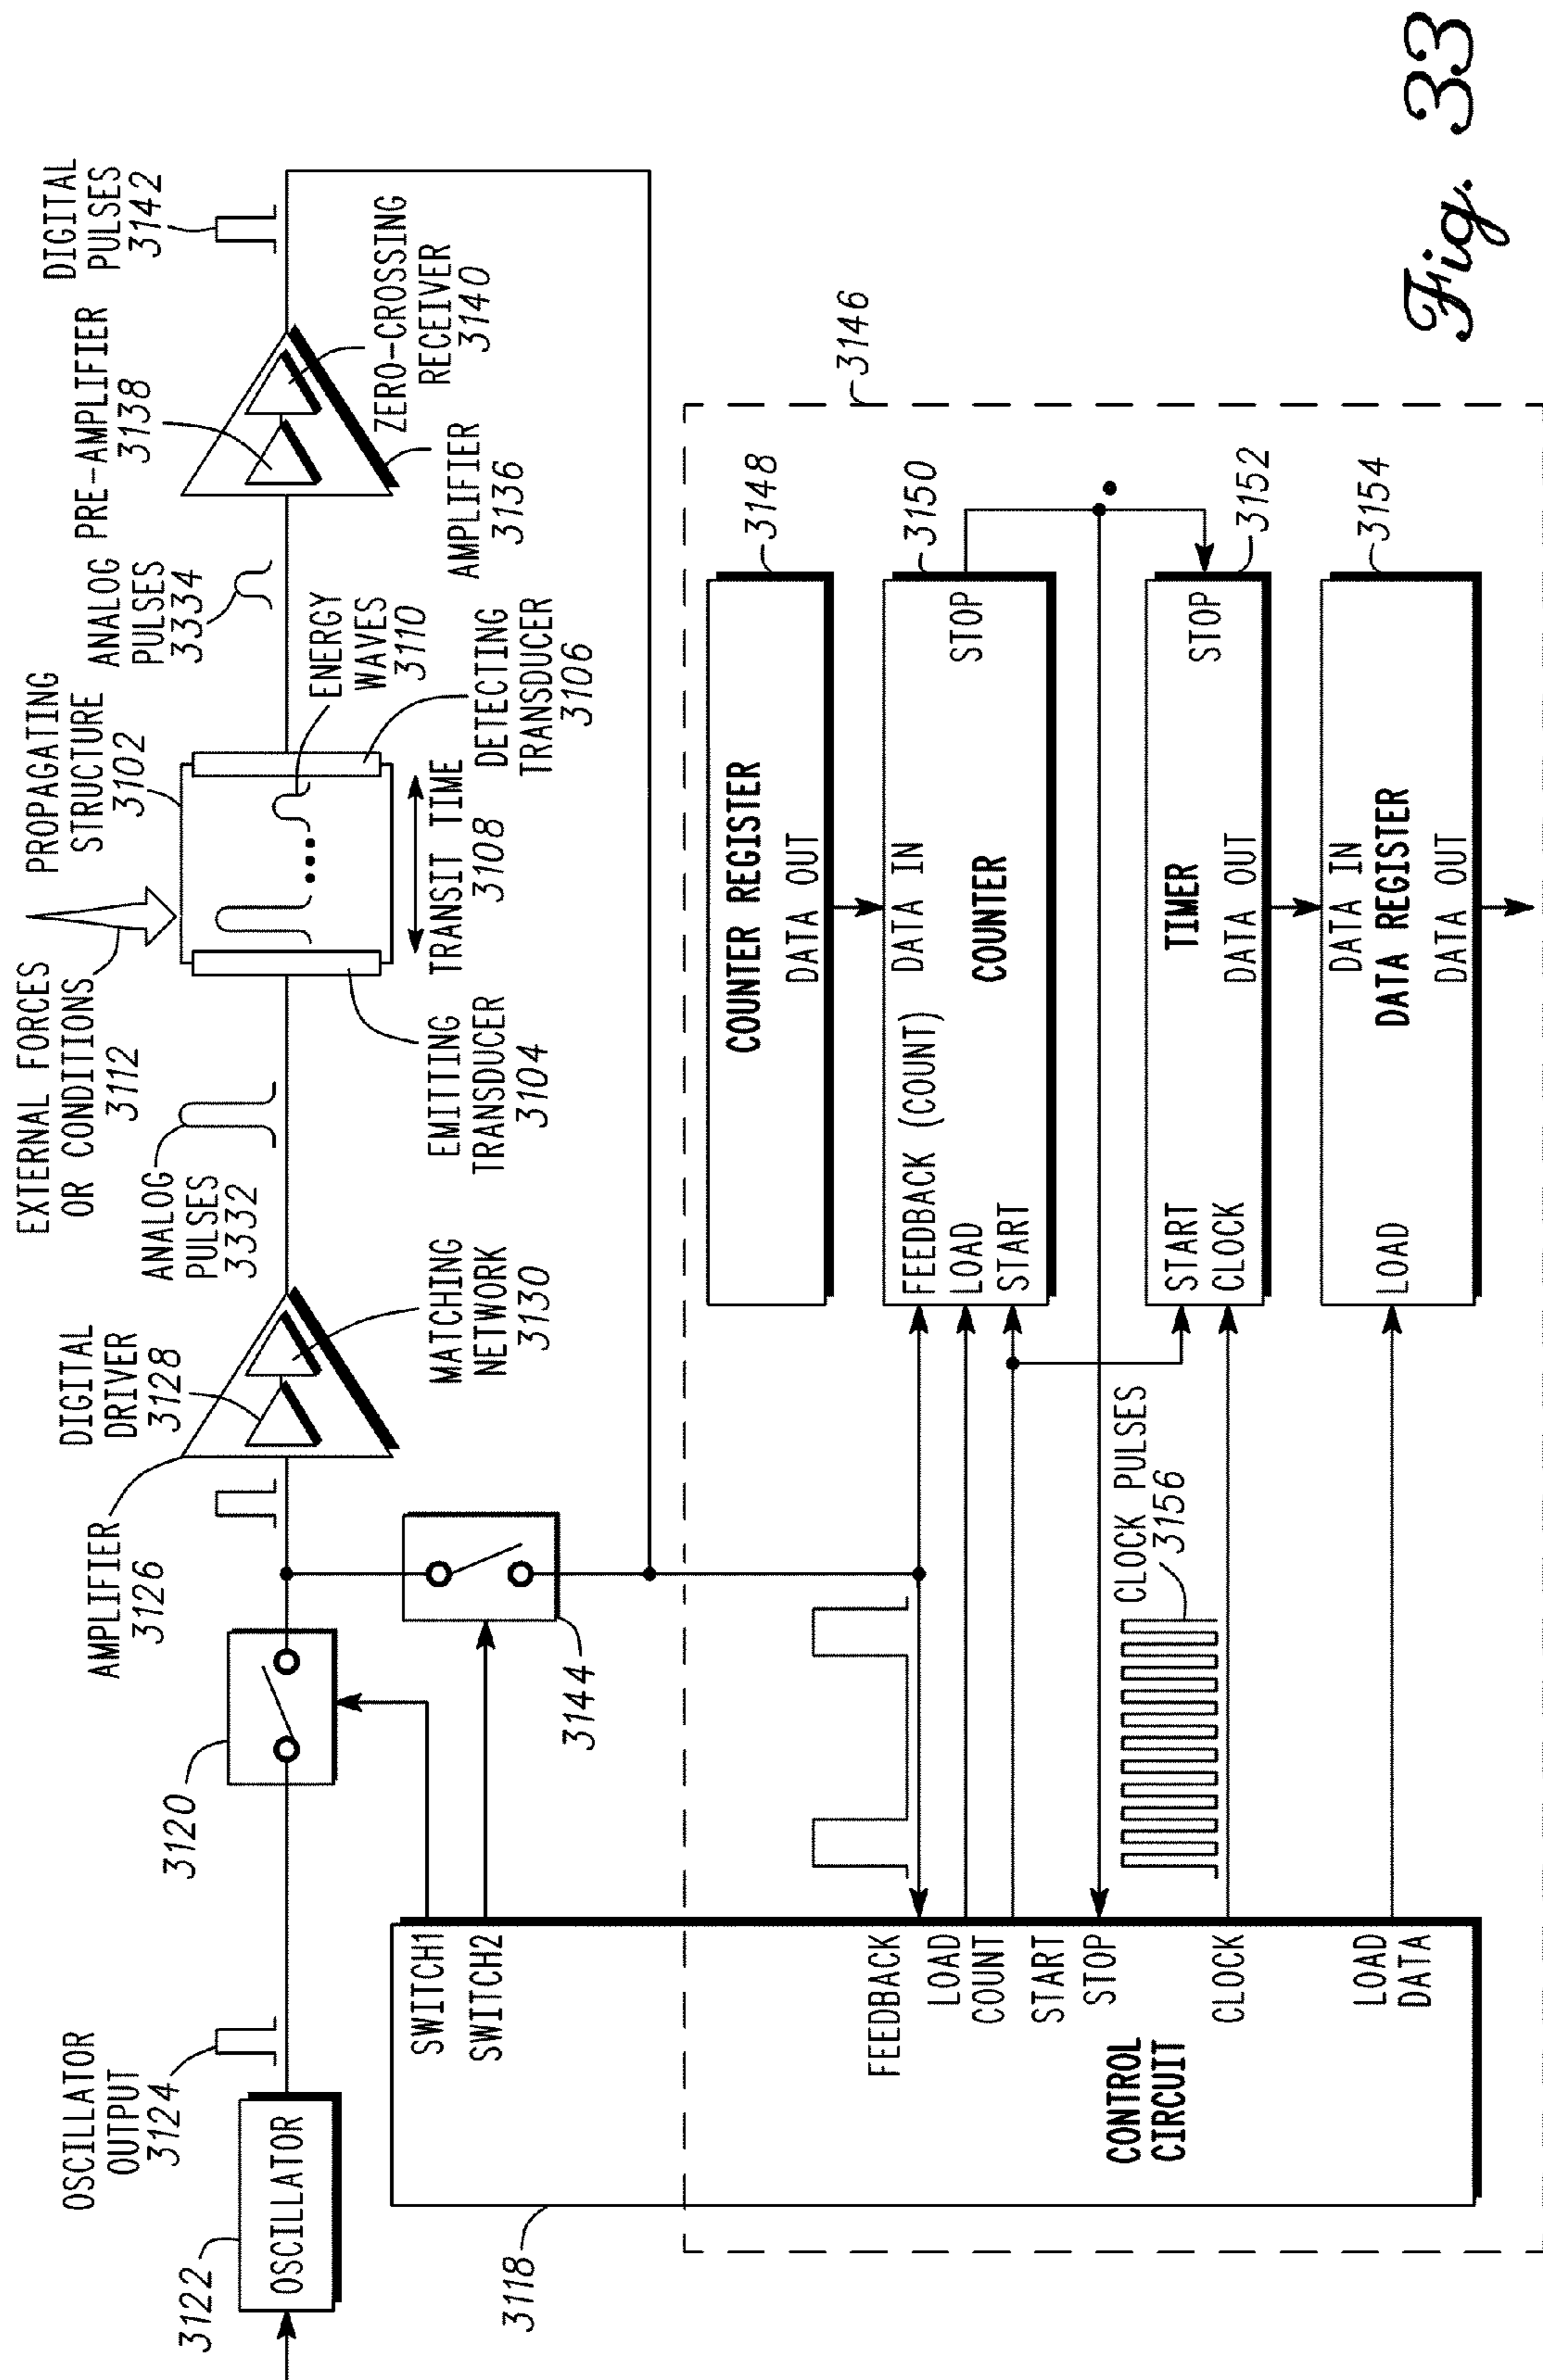 EXTERNAL FORCES
OR CONDITIONS
3112
PROPAGATING
STRUCTURE
3102
OSCILLATOR
OUTPUT
3124
3122
OSCILLATOR
3120
AMPLIFIER
3126
DIGITAL
DRIVER
3128
MATCHING
NETWORK
3130
ANALOG
PULSES
3332
EMITTING
TRANSDUCER
3104
TRANSIT TIME
3108
ENERGY
WAVES
3110
DETECTING
TRANSDUCER
3106
ANALOG
PULSES
3334
PRE-AMPLIFIER
3138
AMPLIFIER
3136
ZERO-CROSSING
RECEIVER
3140
DIGITAL
PULSES
3142
3144
3118
SWITCH1
SWITCH2
FEEDBACK
LOAD
COUNT
START
STOP
CLOCK
LOAD
DATA
CONTROL
CIRCUIT
CLOCK PULSES
3156
3146
COUNTER REGISTER
DATA OUT
3148
FEEDBACK (COUNT)
DATA IN
LOAD
START
COUNTER
STOP
3150
START
CLOCK
TIMER
DATA OUT
STOP
3152
LOAD
DATA IN
DATA REGISTER
DATA OUT
3154
Fig. 33